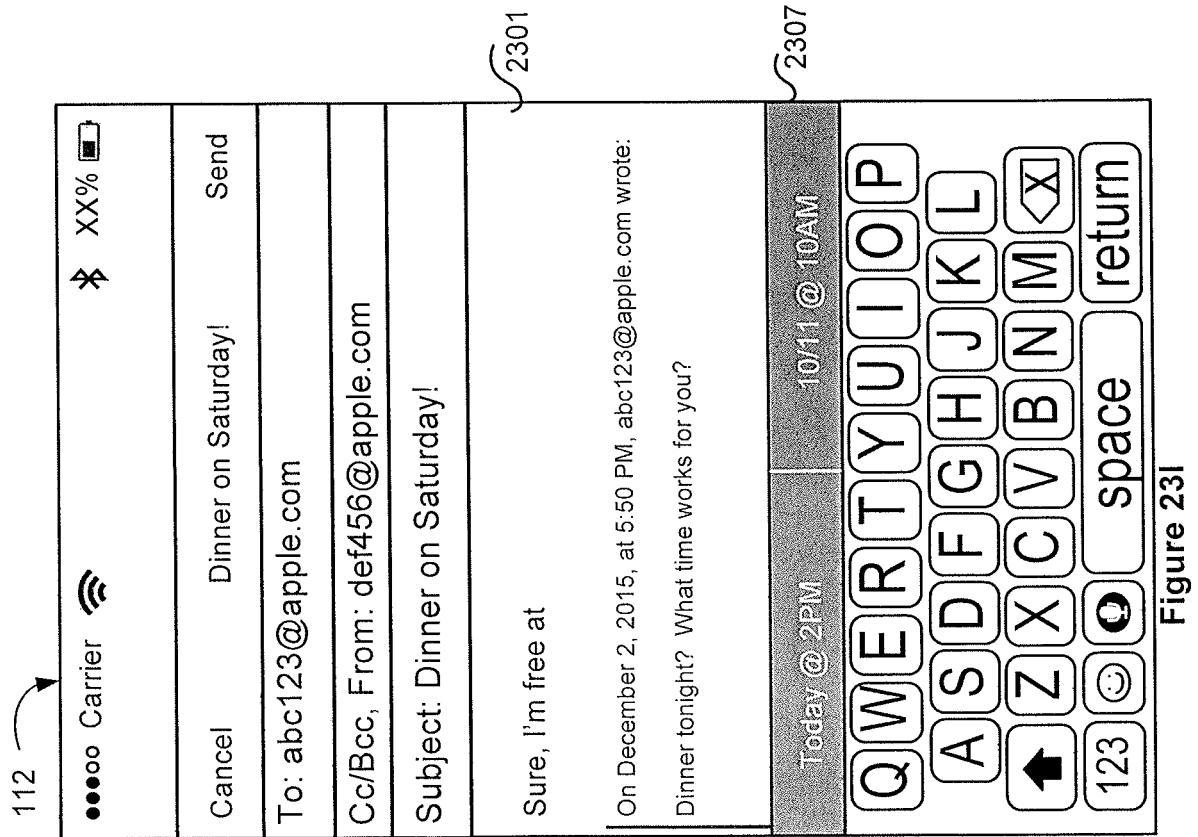 112
●●●●○ Carrier XX%
Cancel Dinner on Saturday! Send
To: abc123@apple.com
Cc/Bcc, From: def456@apple.com
Subject: Dinner on Saturday!
2301
Sure, I'm free at
On December 2, 2015, at 5:50 PM, abc123@apple.com wrote:
Dinner tonight? What time works for you?
2307
Today @ 2PM 10/11 @ 10AM
Q W E R T Y U I O P
A S D F G H J K L
Z X C V B N M X
123 space return
Figure 23I